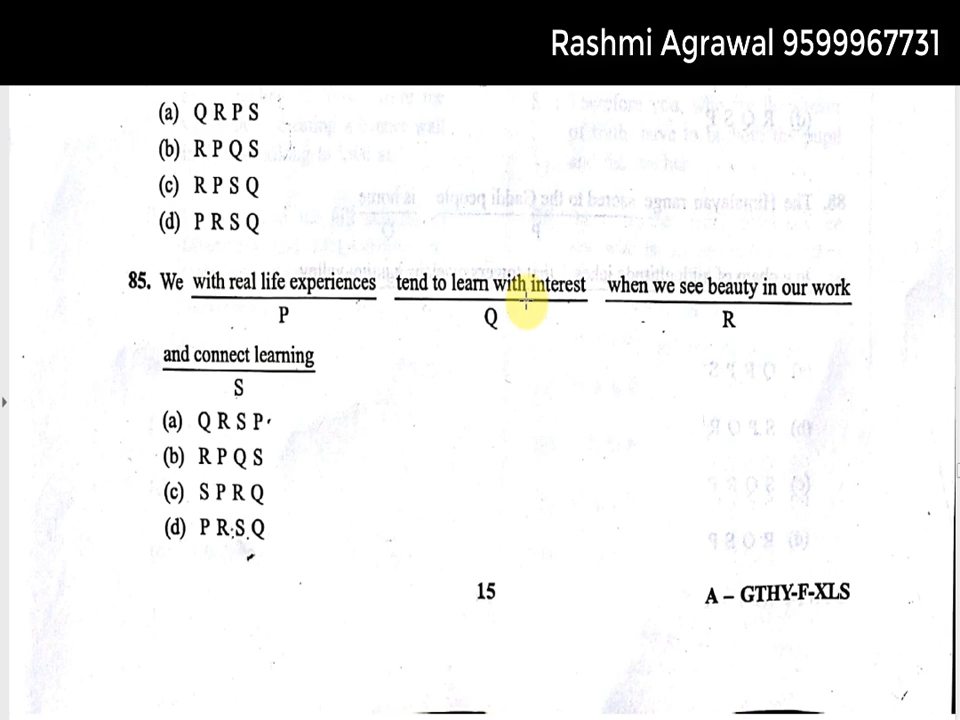 Rashmi Agrawal 9599967731
(a) Q R P S
(b) R P Q S
(c) R P S Q
(d) P R S Q
85. We with real life experiences tend to learn with interest when we see beauty in our work
P Q R
and connect learning
S
(a) Q R S P
(b) R P Q S
(c) S P R Q
(d) P R S Q
15 A – GTHY-F-XLS